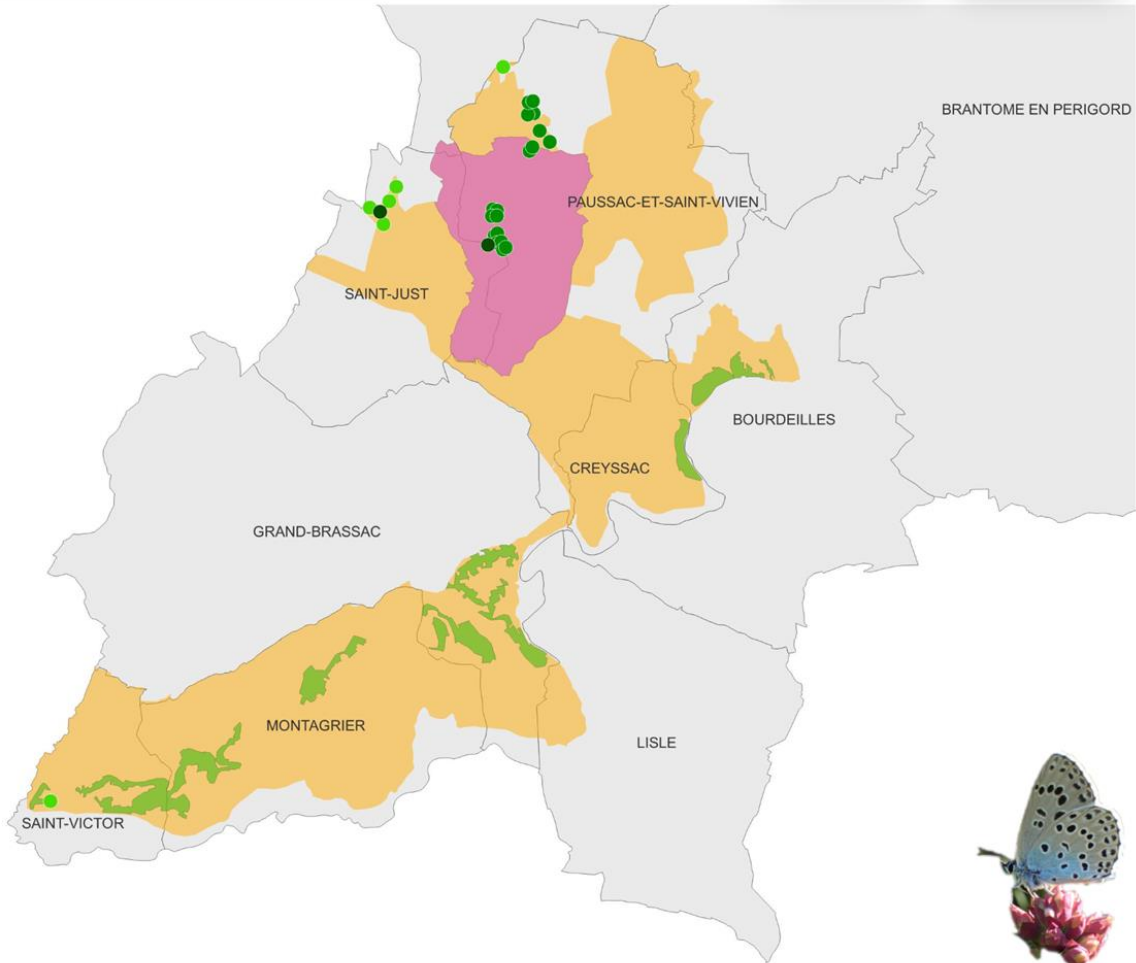 BRANTOME EN PERIGORD
PAUSSAC-ET-SAINT-VIVIEN
SAINT-JUST
BOURDEILLES
CREYSSAC
GRAND-BRASSAC
MONTAGRIER
LISLE
SAINT-VICTOR